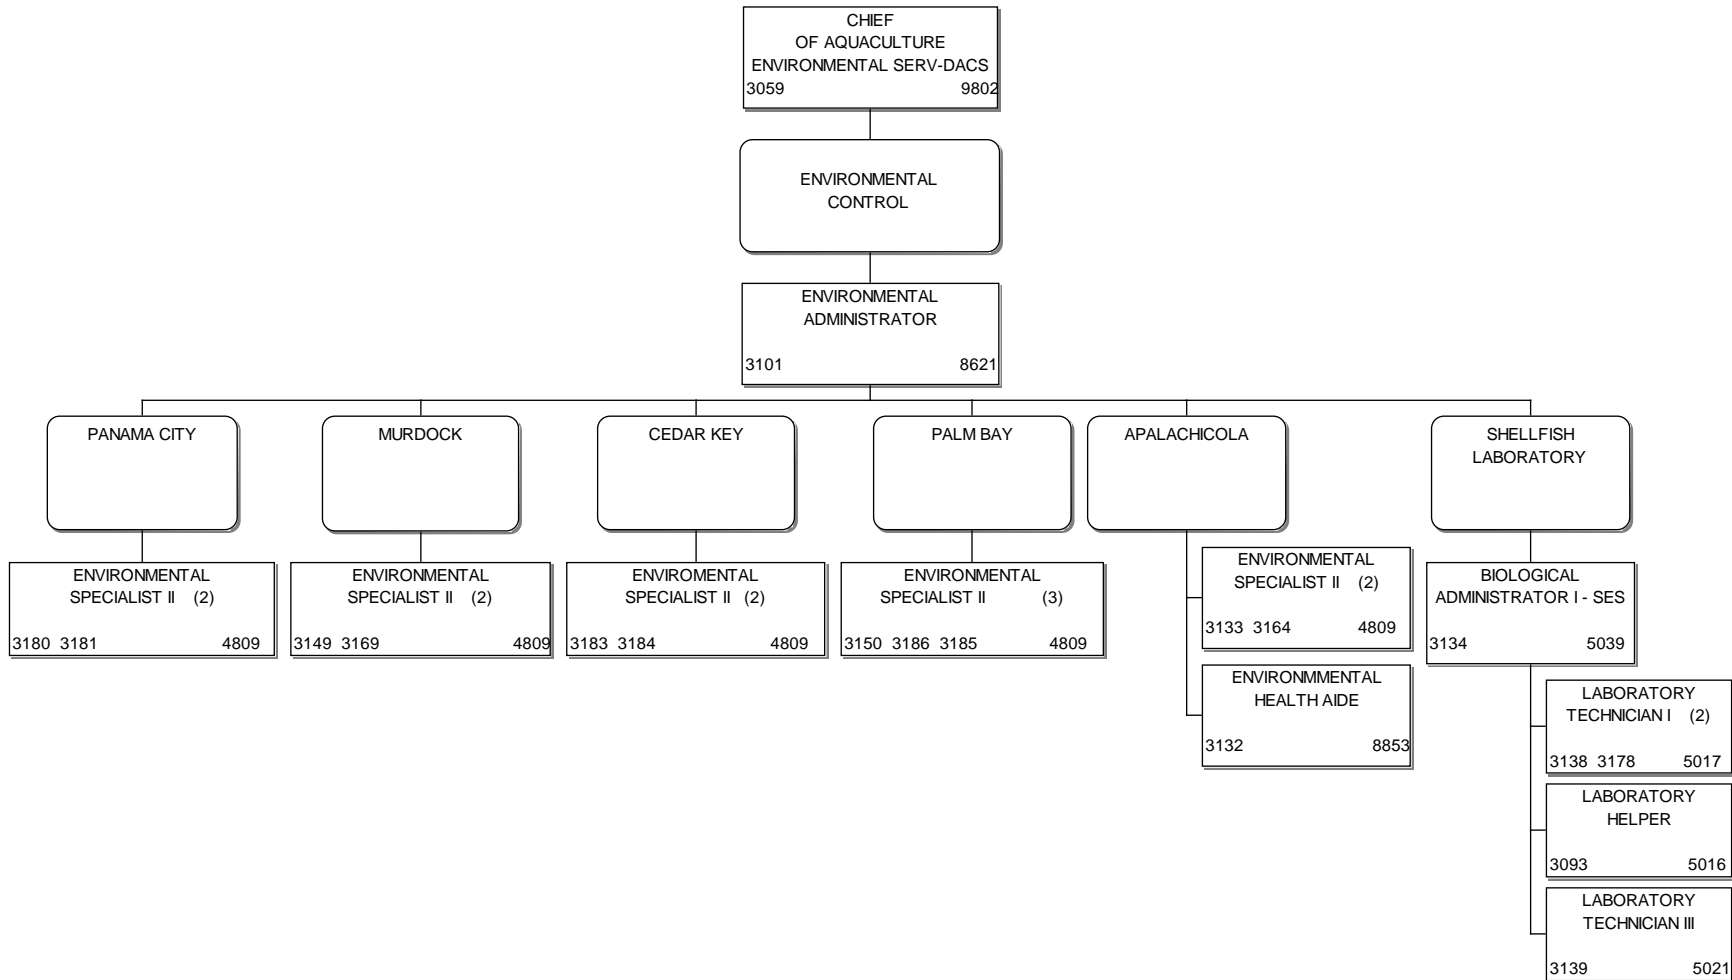 CHIEF
OF AQUACULTURE
ENVIRONMENTAL SERV-DACS
3059 9802
ENVIRONMENTAL
CONTROL
ENVIRONMENTAL
ADMINISTRATOR
3101 8621
PANAMA CITY
ENVIRONMENTAL
SPECIALIST II (2)
3180 3181 4809
MURDOCK
ENVIRONMENTAL
SPECIALIST II (2)
3149 3169 4809
CEDAR KEY
ENVIROMENTAL
SPECIALIST II (2)
3183 3184 4809
PALM BAY
ENVIRONMENTAL
SPECIALIST II (3)
3150 3186 3185 4809
APALACHICOLA
ENVIRONMENTAL
SPECIALIST II (2)
3133 3164 4809
ENVIRONMMENTAL
HEALTH AIDE
3132 8853
SHELLFISH
LABORATORY
BIOLOGICAL
ADMINISTRATOR I - SES
3134 5039
LABORATORY
TECHNICIAN I (2)
3138 3178 5017
LABORATORY
HELPER
3093 5016
LABORATORY
TECHNICIAN III
3139 5021